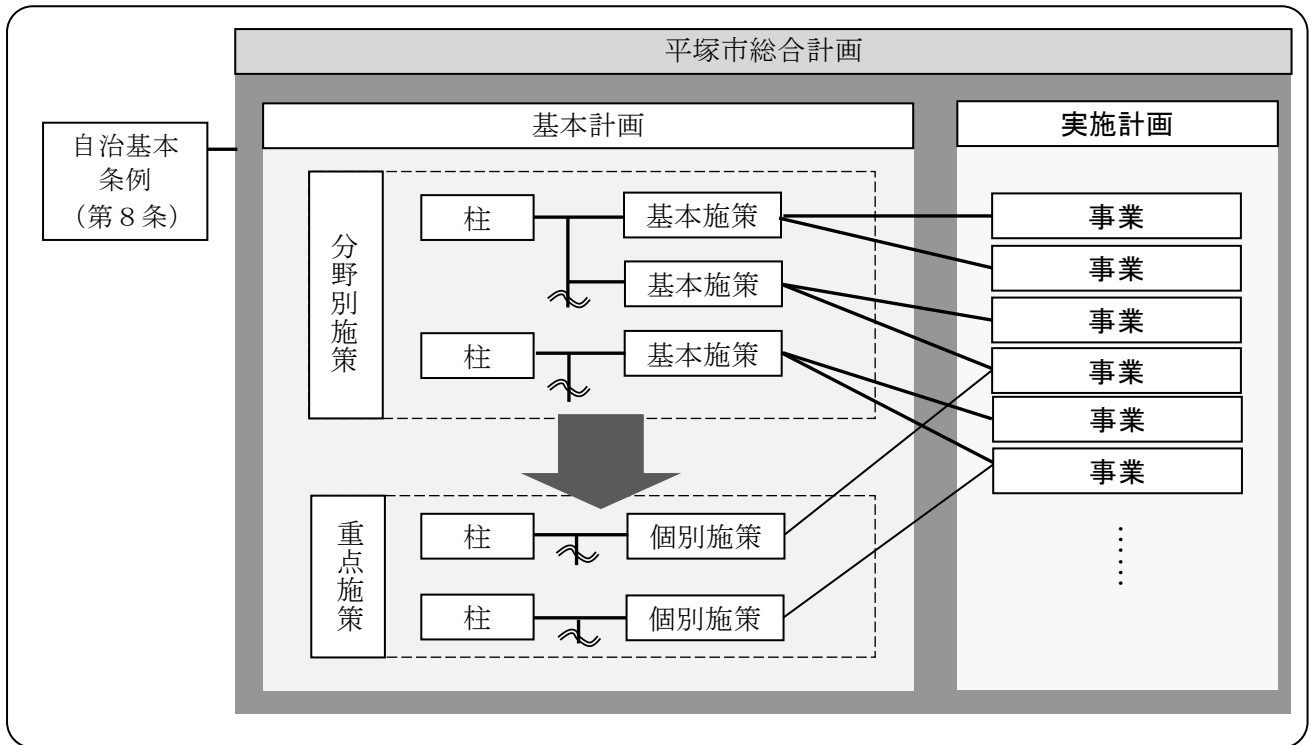 平塚市総合計画
自治基本
条例
（第８条）
基本計画
実施計画
分野別施策
柱
基本施策
基本施策
柱
基本施策
重点施策
柱
個別施策
柱
個別施策
事業
事業
事業
事業
事業
事業
……